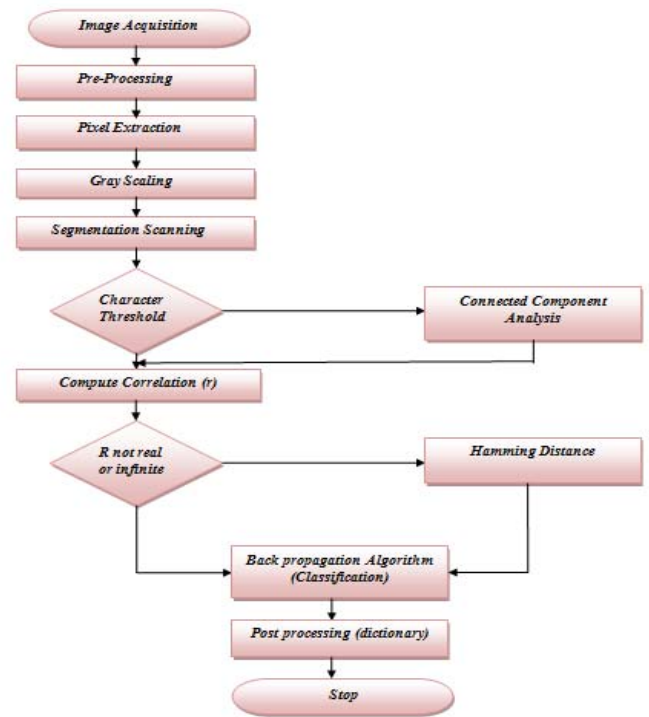 Image Acquisition
Pre-Processing
Pixel Extraction
Gray Scaling
Segmentation Scanning
Character
Threshold
Connected Component
Analysis
Compute Correlation (r)
R not real
or infinite
Hamming Distance
Back propagation Algorithm
(Classification)
Post processing (dictionary)
Stop